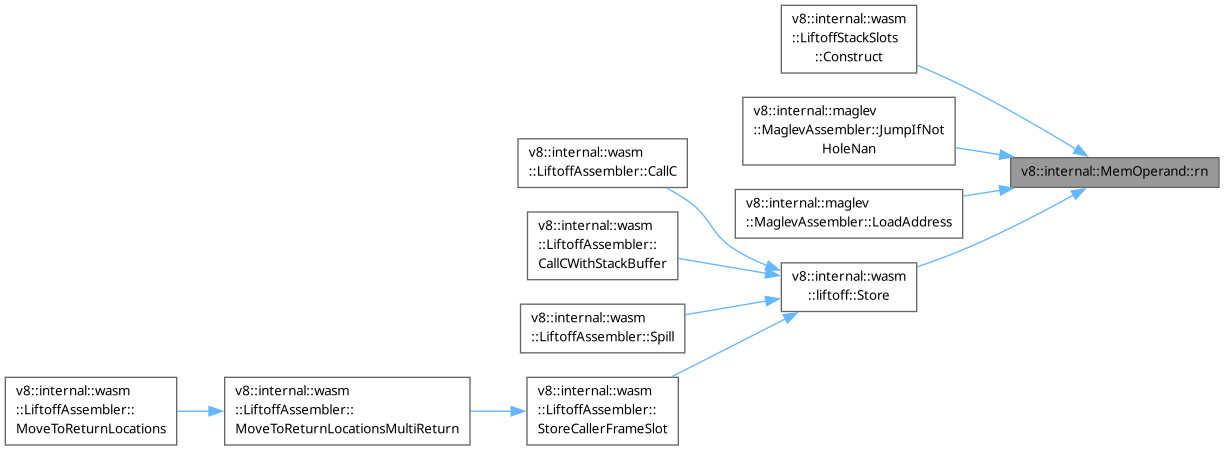 v8::internal::wasm
::LiftoffStackSlots
::Construct
v8::internal::maglev
::MaglevAssembler::JumpIfNot
HoleNan
v8::internal::MemOperand::rn
v8::internal::wasm
::LiftoffAssembler::CallC
v8::internal::maglev
::MaglevAssembler::LoadAddress
v8::internal::wasm
::LiftoffAssembler::
CallCWithStackBuffer
v8::internal::wasm
::liftoff::Store
v8::internal::wasm
::LiftoffAssembler::Spill
v8::internal::wasm
::LiftoffAssembler::
MoveToReturnLocations
v8::internal::wasm
::LiftoffAssembler::
MoveToReturnLocationsMultiReturn
v8::internal::wasm
::LiftoffAssembler::
StoreCallerFrameSlot